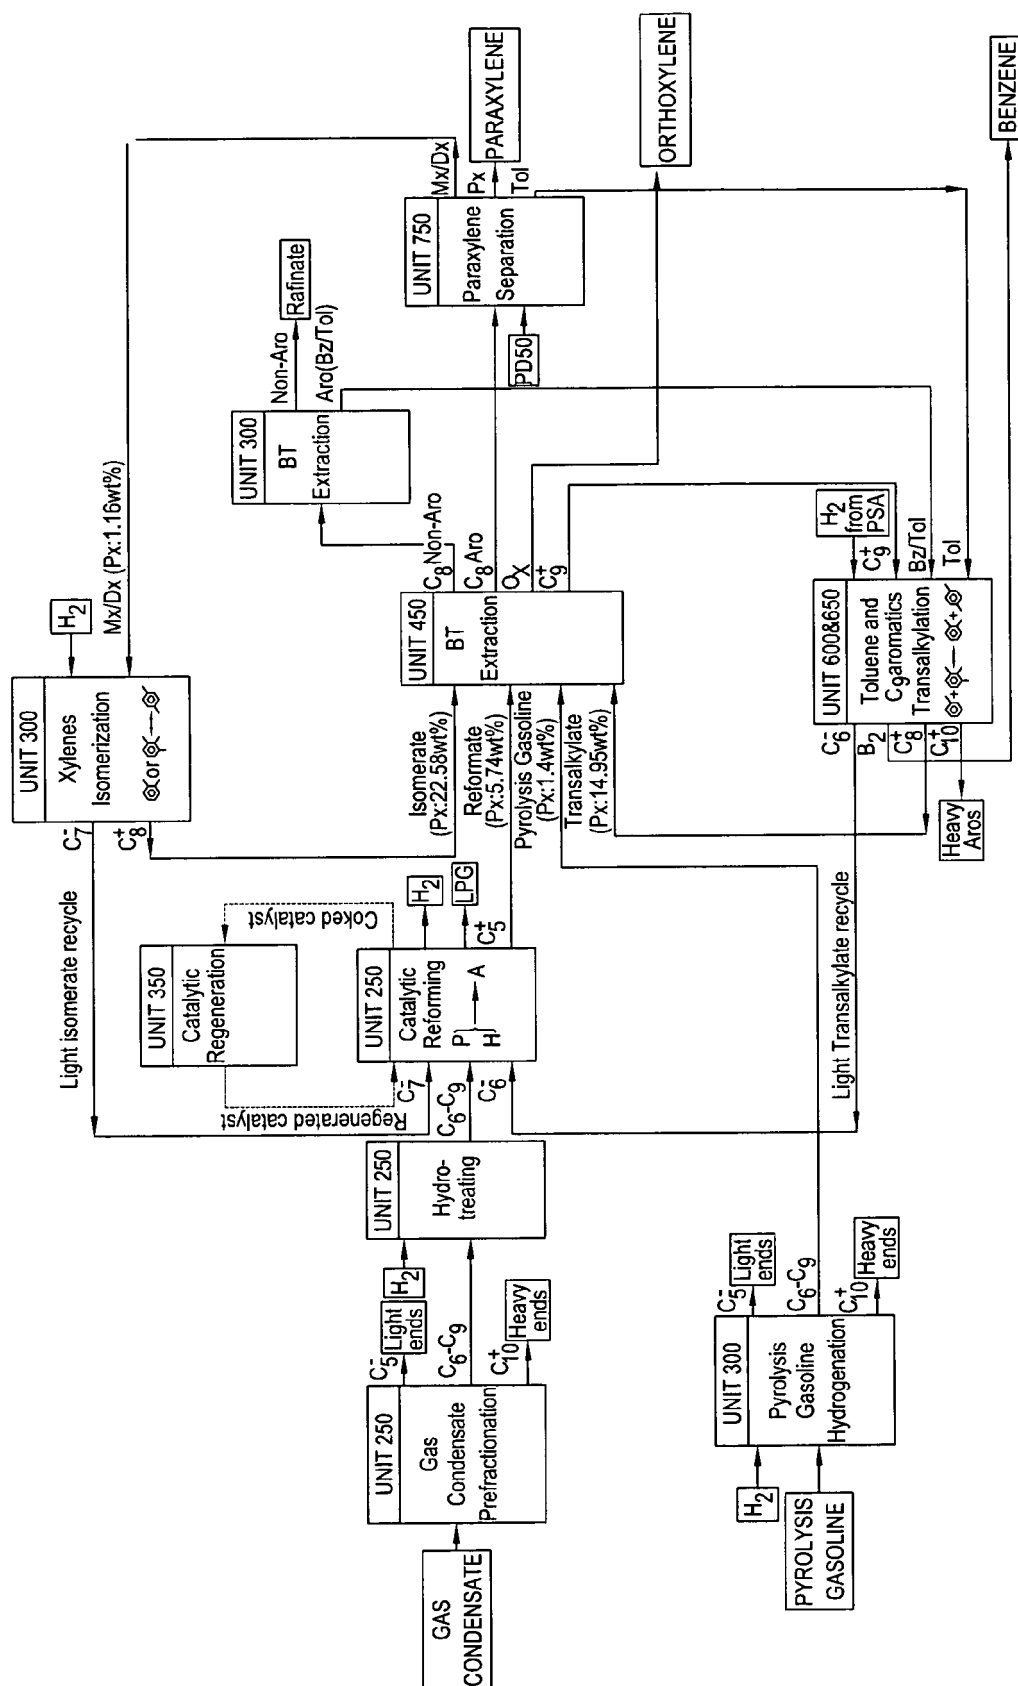 GAS
CONDENSATE
UNIT 250
Gas
Condensate
Prefractionation
C5-
Light
ends
C6-C9
C10+
Heavy
ends
H2
UNIT 250
Hydro-
treating
C7-
C6-C9
C6-
UNIT 250
Catalytic
Reforming
P
H
A
H2
LPG
C5+
UNIT 350
Catalytic
Regeneration
Coked catalyst
Regenerated catalyst
Light isomerate recycle
UNIT 300
Xylenes
Isomerization
or
C7-
C8+
H2
Mx/Dx (Px:1.16wt%)
Isomerate
(Px:22.58wt%)
Reformate
(Px:5.74wt%)
Pyrolysis Gasoline
(Px:1.4wt%)
Transalkylate
(Px:14.95wt%)
UNIT 450
BT
Extraction
C8 Non-Aro
C8 Aro
OX
C9+
UNIT 300
BT
Extraction
Non-Aro
Rafinate
Aro(Bz/Tol)
UNIT 750
Paraxylene
Separation
PD50
Mx/Dx
Px
Tol
PARAXYLENE
ORTHOXYLENE
BENZENE
PYROLYSIS
GASOLINE
H2
UNIT 300
Pyrolysis
Gasoline
Hydrogenation
C5-
Light
ends
C6-C9
C10+
Heavy
ends
Light Transalkylate recycle
UNIT 600&650
Toluene and
C9aromatics
Transalkylation
+
+
C6-
B2
C8+
C10+
Heavy
Aros
H2
from
PSA
C9+
Bz/Tol
Tol